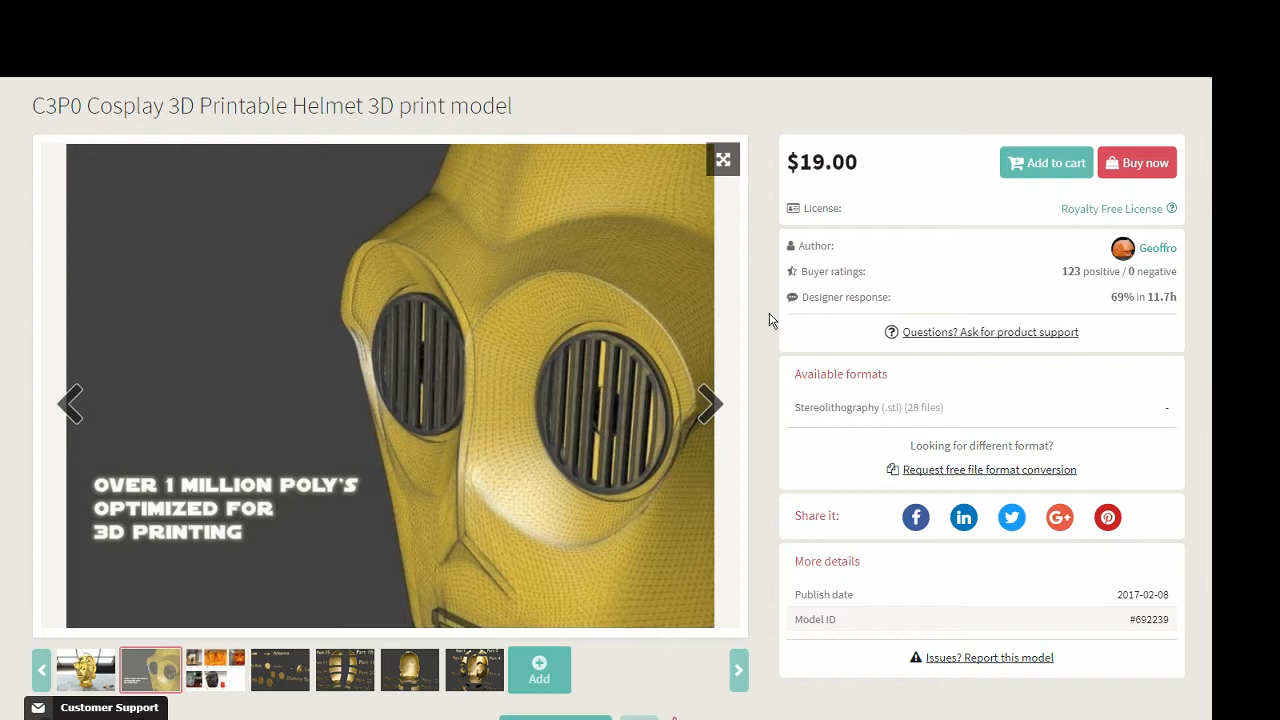 C3P0 Cosplay 3D Printable Helmet 3D print model
$19.00
Add to cart
Buy now
License:
Royalty Free License
Author:
Geoffro
Buyer ratings:
123 positive / 0 negative
Designer response:
69% in 11.7h
Questions? Ask for product support
Available formats
Stereolithography (.stl) (28 files)
-
Looking for different format?
Request free file format conversion
Share it:
More details
Publish date
2017-02-08
Model ID
#692239
Issues? Report this model
OVER 1 MILLION POLY'S
OPTIMIZED FOR
3D PRINTING
Add
Customer Support